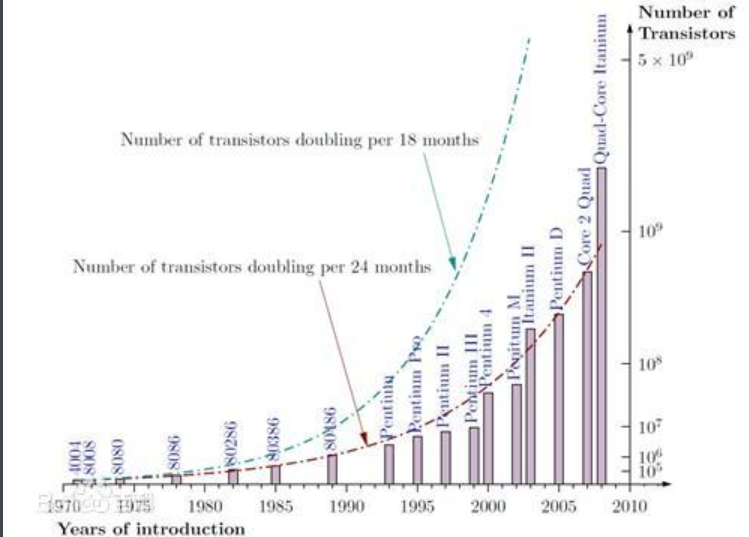 Number of
Transistors
5 × 10⁹
Number of transistors doubling per 18 months
10⁹
Number of transistors doubling per 24 months
10⁸
10⁷
10⁶
10⁵
4004
8008
8080
8086
80286
80386
80486
Pentium
Pentium Pro
Pentium II
Pentium III
Pentium 4
Penitum M
Itanium II
Pentium D
Core 2 Quad
Quad-Core Itanium
1970 1975 1980 1985 1990 1995 2000 2005 2010
Years of introduction